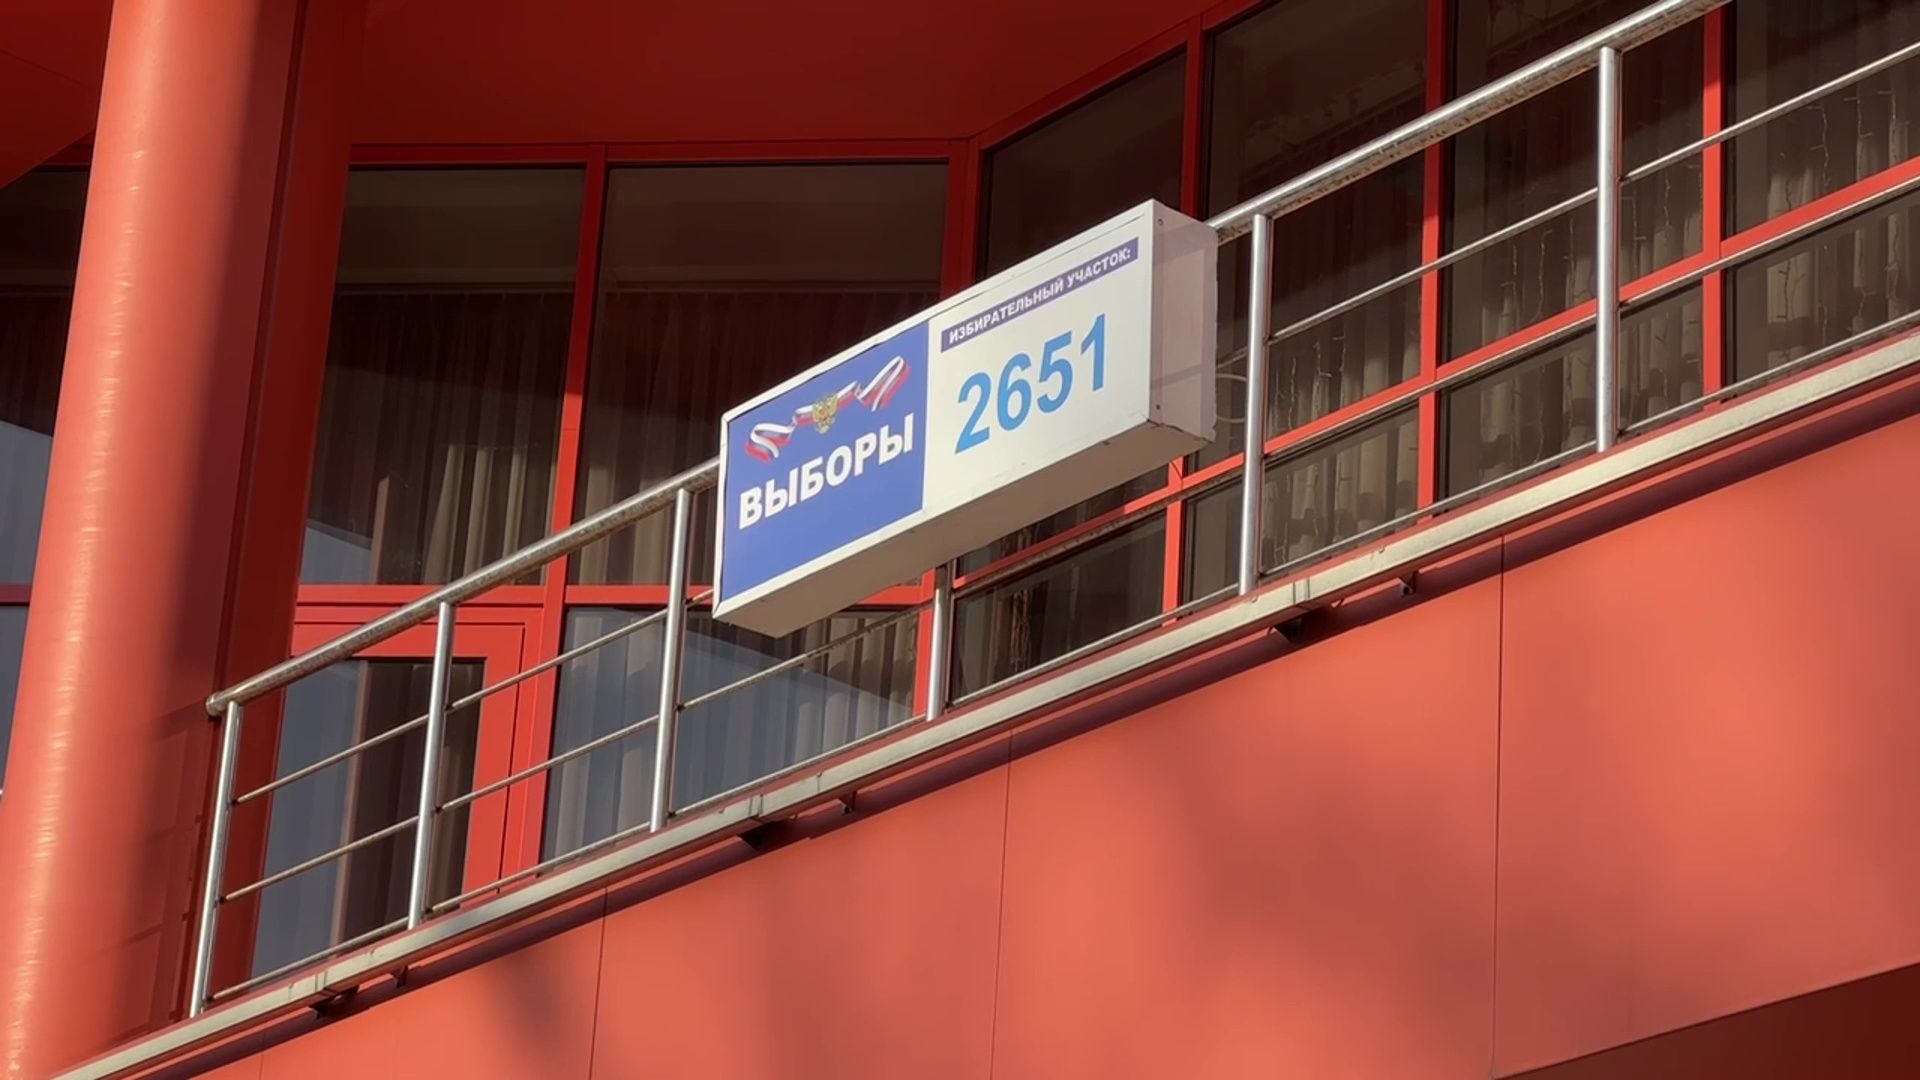 ВЫБОРЫ
ИЗБИРАТЕЛЬНЫЙ УЧАСТОК:
2651